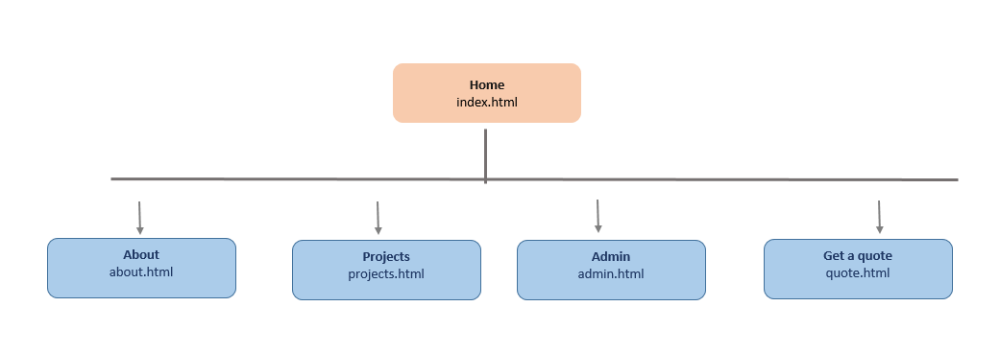 Home
index.html
About
about.html
Projects
projects.html
Admin
admin.html
Get a quote
quote.html